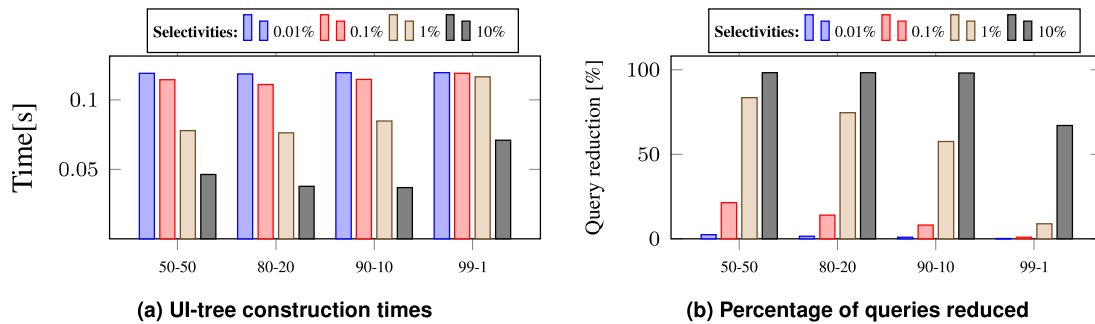 Selectivities: 0.01% 0.1% 1% 10%
Time[s]
0.1
0.05
50-50 80-20 90-10 99-1
(a) UI-tree construction times
Selectivities: 0.01% 0.1% 1% 10%
Query reduction [%]
100
50
0
50-50 80-20 90-10 99-1
(b) Percentage of queries reduced